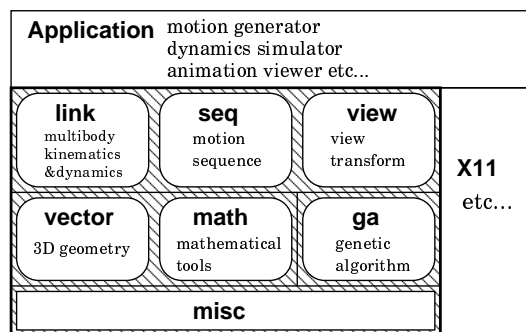 Application motion generator
dynamics simulator
animation viewer etc...
link
multibody
kinematics
&dynamics
seq
motion
sequence
view
view
transform
X11
etc...
vector
3D geometry
math
mathematical
tools
ga
genetic
algorithm
misc